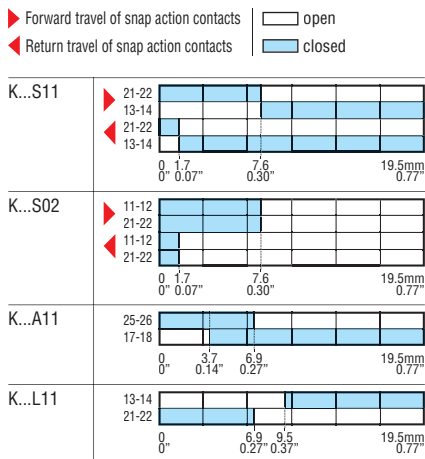 Forward travel of snap action contacts open
Return travel of snap action contacts closed
K...S11
21-22
13-14
21-22
13-14
0 1.7 7.6 19.5mm
0" 0.07" 0.30" 0.77"
K...S02
11-12
21-22
11-12
21-22
0 1.7 7.6 19.5mm
0" 0.07" 0.30" 0.77"
K...A11
25-26
17-18
0 3.7 6.9 19.5mm
0" 0.14" 0.27" 0.77"
K...L11
13-14
21-22
0 6.9 9.5 19.5mm
0" 0.27" 0.37" 0.77"